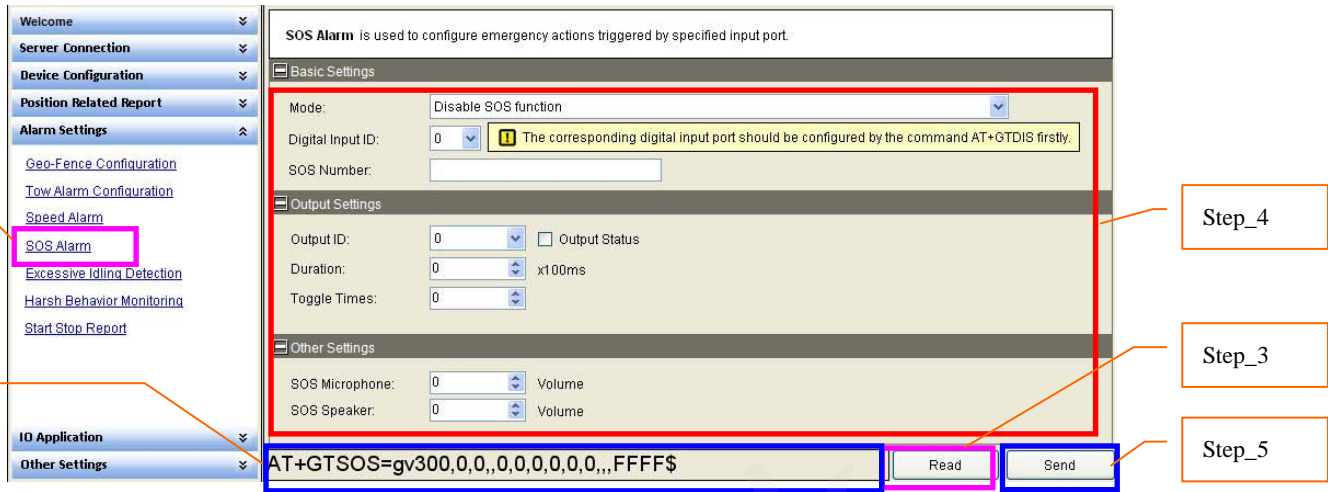 Welcome
Server Connection
Device Configuration
Position Related Report
Alarm Settings
Geo-Fence Configuration
Tow Alarm Configuration
Speed Alarm
SOS Alarm
Excessive Idling Detection
Harsh Behavior Monitoring
Start Stop Report
IO Application
Other Settings
SOS Alarm is used to configure emergency actions triggered by specified input port.
Basic Settings
Mode: Disable SOS function
Digital Input ID: 0 The corresponding digital input port should be configured by the command AT+GTDIS firstly.
SOS Number:
Output Settings
Output ID: 0 Output Status
Duration: 0 x100ms
Toggle Times: 0
Other Settings
SOS Microphone: 0 Volume
SOS Speaker: 0 Volume
AT+GTSOS=gv300,0,0,,0,0,0,0,0,0,,,FFFF$ Read Send
Step_4
Step_3
Step_5